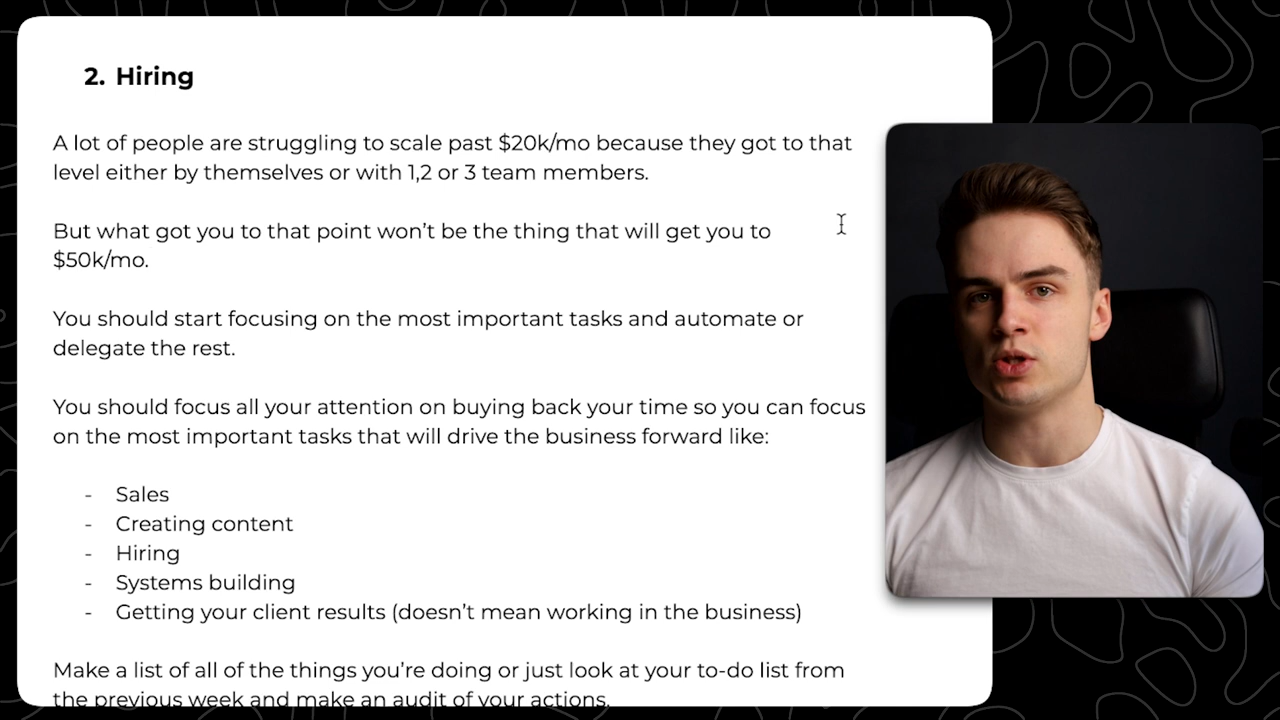 2. Hiring
A lot of people are struggling to scale past $20k/mo because they got to that
level either by themselves or with 1,2 or 3 team members.
But what got you to that point won’t be the thing that will get you to
$50k/mo.
You should start focusing on the most important tasks and automate or
delegate the rest.
You should focus all your attention on buying back your time so you can focus
on the most important tasks that will drive the business forward like:
- Sales
- Creating content
- Hiring
- Systems building
- Getting your client results (doesn’t mean working in the business)
Make a list of all of the things you’re doing or just look at your to-do list from
the previous week and make an audit of your actions.